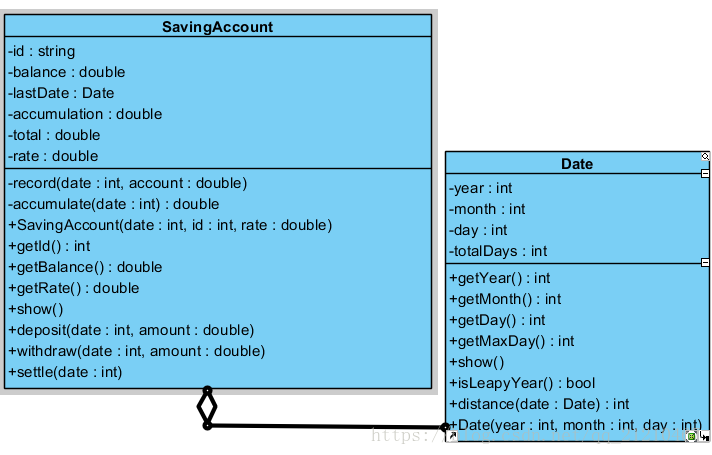 SavingAccount
-id : string
-balance : double
-lastDate : Date
-accumulation : double
-total : double
-rate : double
-record(date : int, account : double)
-accumulate(date : int) : double
+SavingAccount(date : int, id : int, rate : double)
+getId() : int
+getBalance() : double
+getRate() : double
+show()
+deposit(date : int, amount : double)
+withdraw(date : int, amount : double)
+settle(date : int)
Date
-year : int
-month : int
-day : int
-totalDays : int
+getYear() : int
+getMonth() : int
+getDay() : int
+getMaxDay() : int
+show()
+isLeapyYear() : bool
+distance(date : Date) : int
+Date(year : int, month : int, day : int)